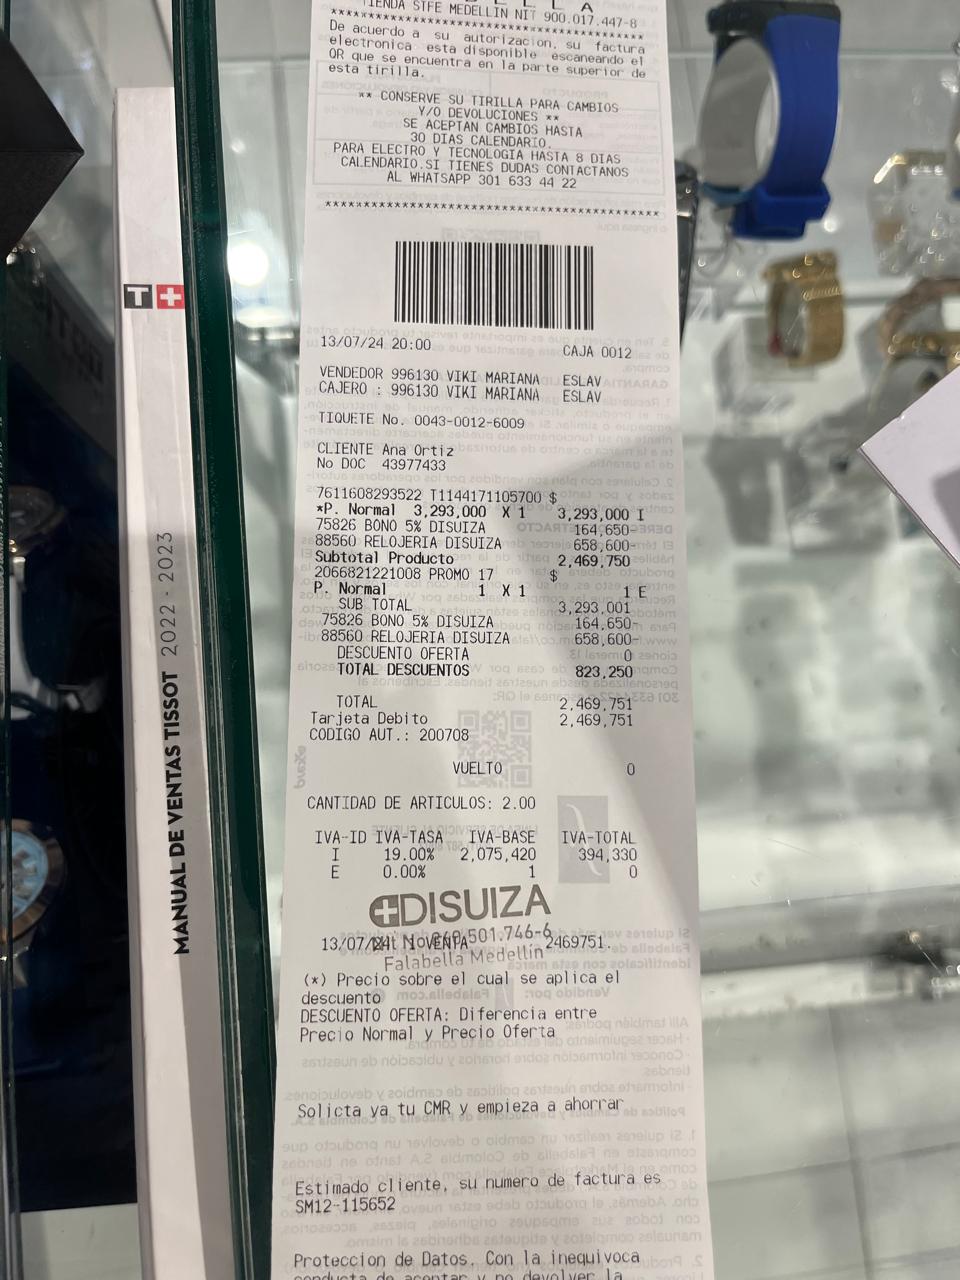 TIENDA STFE MEDELLIN NIT 900.017.447-8
****************************************
De acuerdo a su autorizacion, su factura
electronica esta disponible escaneando el
QR que se encuentra en la parte superior de
esta tirilla.
** CONSERVE SU TIRILLA PARA CAMBIOS
Y/O DEVOLUCIONES **
SE ACEPTAN CAMBIOS HASTA
30 DIAS CALENDARIO.
PARA ELECTRO Y TECNOLOGIA HASTA 8 DIAS
CALENDARIO.SI TIENES DUDAS CONTACTANOS
AL WHATSAPP 301 633 44 22
****************************************
13/07/24 20:00 CAJA 0012
VENDEDOR 996130 VIKI MARIANA ESLAV
CAJERO : 996130 VIKI MARIANA ESLAV
TIQUETE No. 0043-0012-6009
CLIENTE Ana Ortiz
No DOC 43977433
7611608293522 T1144171105700 $
*P. Normal 3,293,000 X 1 3,293,000 I
75826 BONO 5% DISUIZA 164,650-
88560 RELOJERIA DISUIZA 658,600-
Subtotal Producto 2,469,750
2066821221008 PROMO 17 $
P. Normal 1 X 1 1 E
SUB TOTAL 3,293,001
75826 BONO 5% DISUIZA 164,650-
88560 RELOJERIA DISUIZA 658,600-
DESCUENTO OFERTA 0
TOTAL DESCUENTOS 823,250
TOTAL 2,469,751
Tarjeta Debito 2,469,751
CODIGO AUT.: 200708
VUELTO 0
CANTIDAD DE ARTICULOS: 2.00
IVA-ID IVA-TASA IVA-BASE IVA-TOTAL
I 19.00% 2,075,420 394,330
E 0.00% 1 0
DISUIZA
13/07/24 VENTA 2469751.
Falabella Medellin
(*) Precio sobre el cual se aplica el
descuento
DESCUENTO OFERTA: Diferencia entre
Precio Normal y Precio Oferta
Solicta ya tu CMR y empieza a ahorrar
Estimado cliente, su numero de factura es
SM12-115652
Proteccion de Datos. Con la inequivoca
conducta de aceptar y no devolver la
T
MANUAL DE VENTAS TISSOT 2022 - 2023